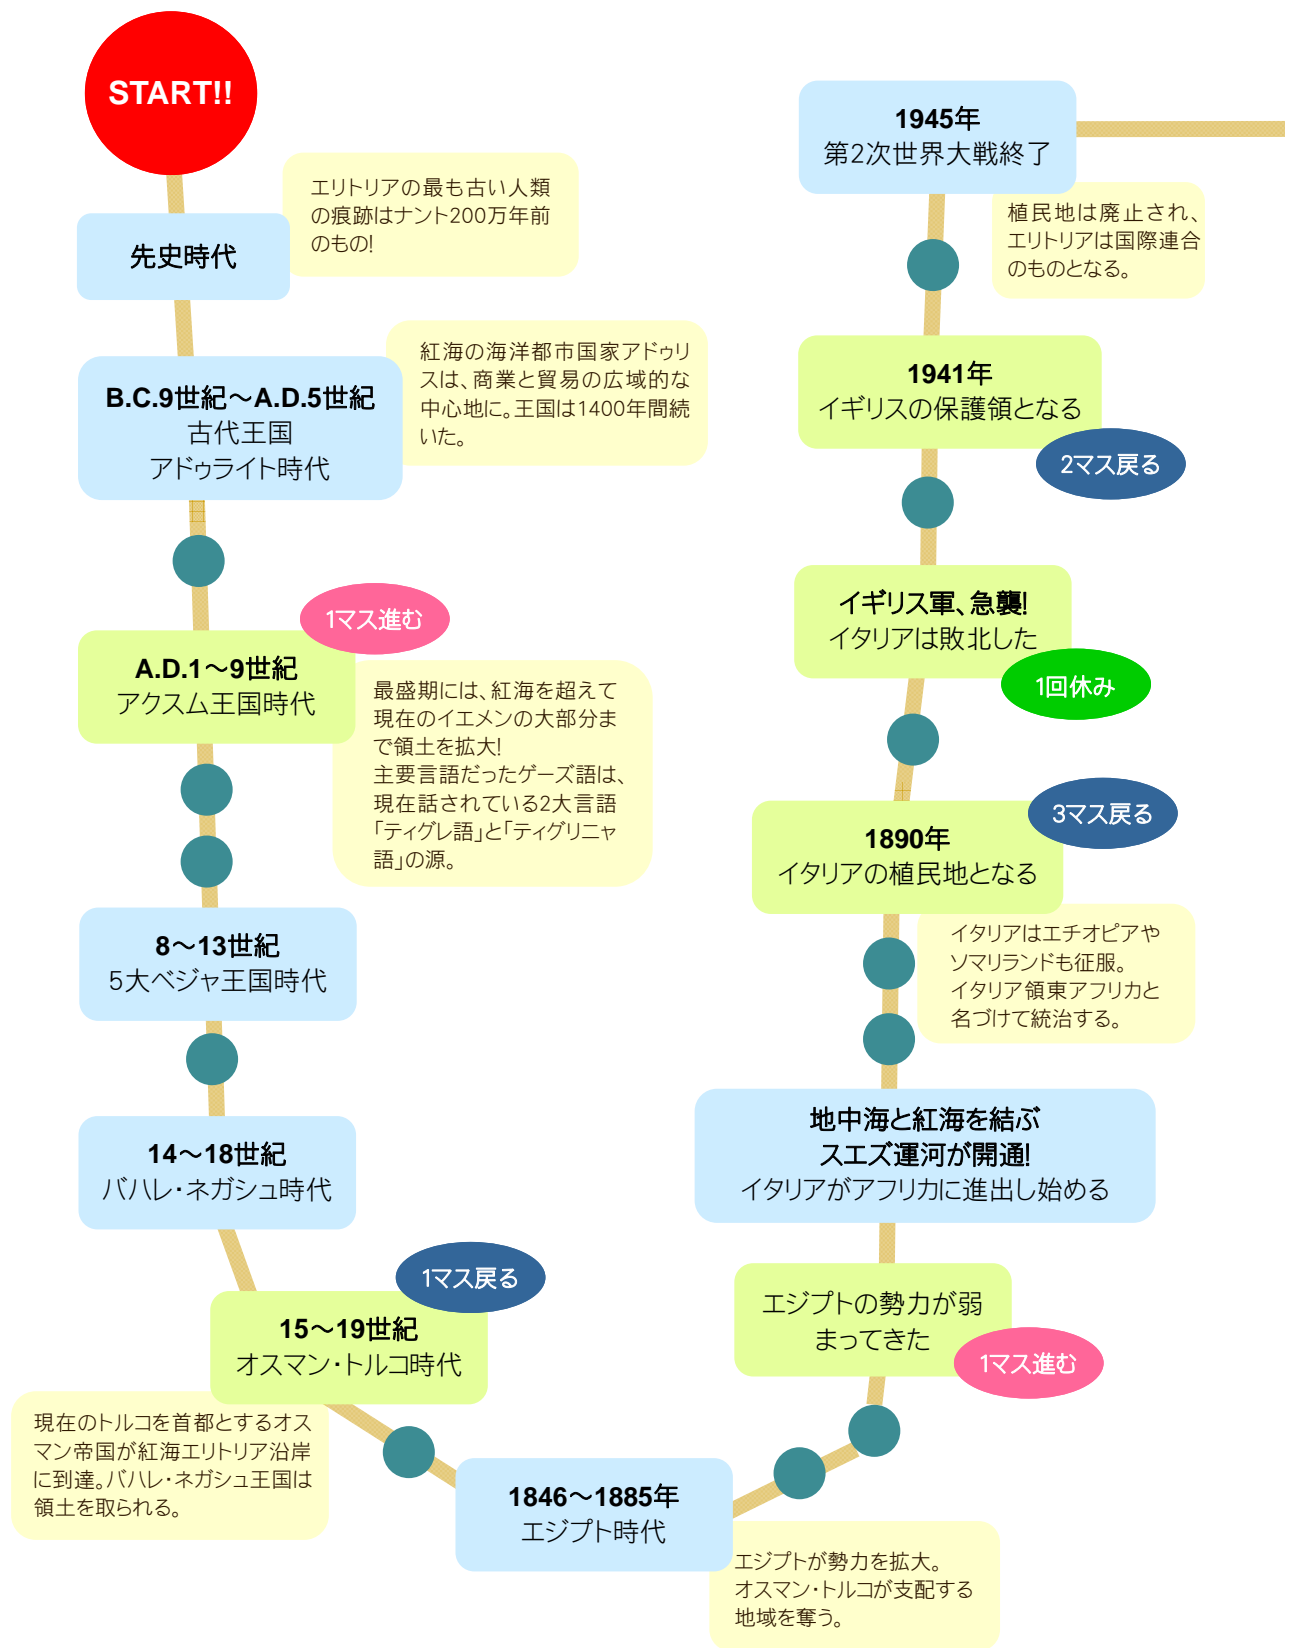 START!!
先史時代
エリトリアの最も古い人類
の痕跡はナント200万年前
のもの!
B.C.9世紀～A.D.5世紀
古代王国
アドゥライト時代
紅海の海洋都市国家アドゥリ
スは、商業と貿易の広域的な
中心地に。王国は1400年間続
いた。
1マス進む
A.D.1～9世紀
アクスム王国時代
最盛期には、紅海を超えて
現在のイエメンの大部分ま
で領土を拡大!
主要言語だったゲーズ語は、
現在話されている2大言語
「ティグレ語」と「ティグリニャ
語」の源。
8～13世紀
5大ベジャ王国時代
14～18世紀
バハレ・ネガシュ時代
1マス戻る
15～19世紀
オスマン・トルコ時代
現在のトルコを首都とするオス
マン帝国が紅海エリトリア沿岸
に到達。バハレ・ネガシュ王国は
領土を取られる。
1846～1885年
エジプト時代
エジプトが勢力を拡大。
オスマン・トルコが支配する
地域を奪う。
エジプトの勢力が弱
まってきた
1マス進む
地中海と紅海を結ぶ
スエズ運河が開通!
イタリアがアフリカに進出し始める
3マス戻る
1890年
イタリアの植民地となる
イタリアはエチオピアや
ソマリランドも征服。
イタリア領東アフリカと
名づけて統治する。
イギリス軍、急襲!
イタリアは敗北した
1回休み
1941年
イギリスの保護領となる
2マス戻る
1945年
第2次世界大戦終了
植民地は廃止され、
エリトリアは国際連合
のものとなる。